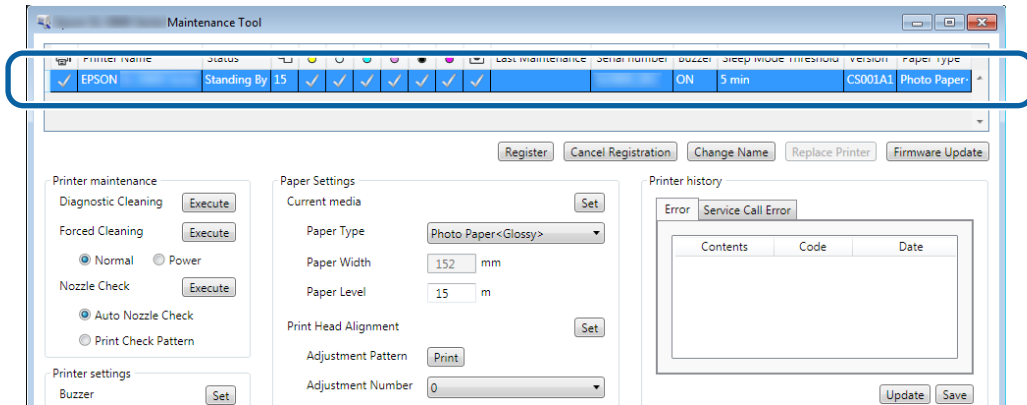 Maintenance Tool
Printer Name Status Last Maintenance Serial number Buzzer Sleep Mode Threshold Version Paper Type
EPSON Standing By 15 ON 5 min CS001A1 Photo Paper
Register Cancel Registration Change Name Replace Printer Firmware Update
Printer maintenance
Diagnostic Cleaning Execute
Forced Cleaning Execute
Normal Power
Nozzle Check Execute
Auto Nozzle Check
Print Check Pattern
Printer settings
Buzzer Set
Paper Settings
Current media Set
Paper Type Photo Paper<Glossy>
Paper Width 152 mm
Paper Level 15 m
Print Head Alignment Set
Adjustment Pattern Print
Adjustment Number 0
Printer history
Error Service Call Error
Contents Code Date
Update Save